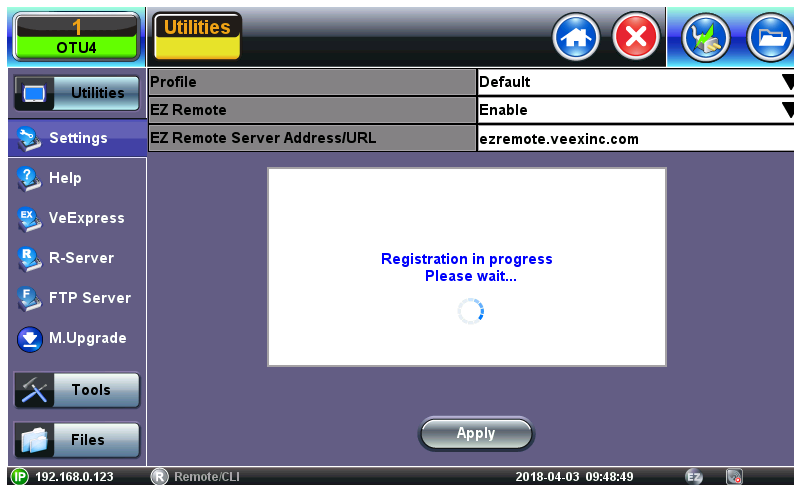 1
OTU4
Utilities
Utilities
Profile
Default
EZ Remote
Enable
EZ Remote Server Address/URL
ezremote.veexinc.com
Settings
?
Help
EX
VeExpress
R
R-Server
F
FTP Server
M.Upgrade
Tools
Files
Registration in progress
Please wait...
Apply
IP 192.168.0.123
R Remote/CLI
2018-04-03 09:48:49
EZ